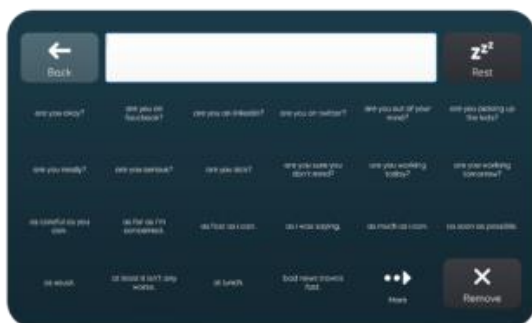 Back
zzz
Rest
are you okay?
are you on
facebook?
are you on linkedin?
are you on twitter?
are you out of your
mind?
are you picking up
the kids?
are you ready?
are you serious?
are you sick?
are you sure you
don't mind?
are you working
today?
are you working
tomorrow?
as careful as you
can.
as far as I'm
concerned.
as fast as I can.
as I was saying.
as much as I can.
as soon as possible.
as usual.
at least it isn't any
worse.
at lunch.
bad news travels
fast.
More
Remove